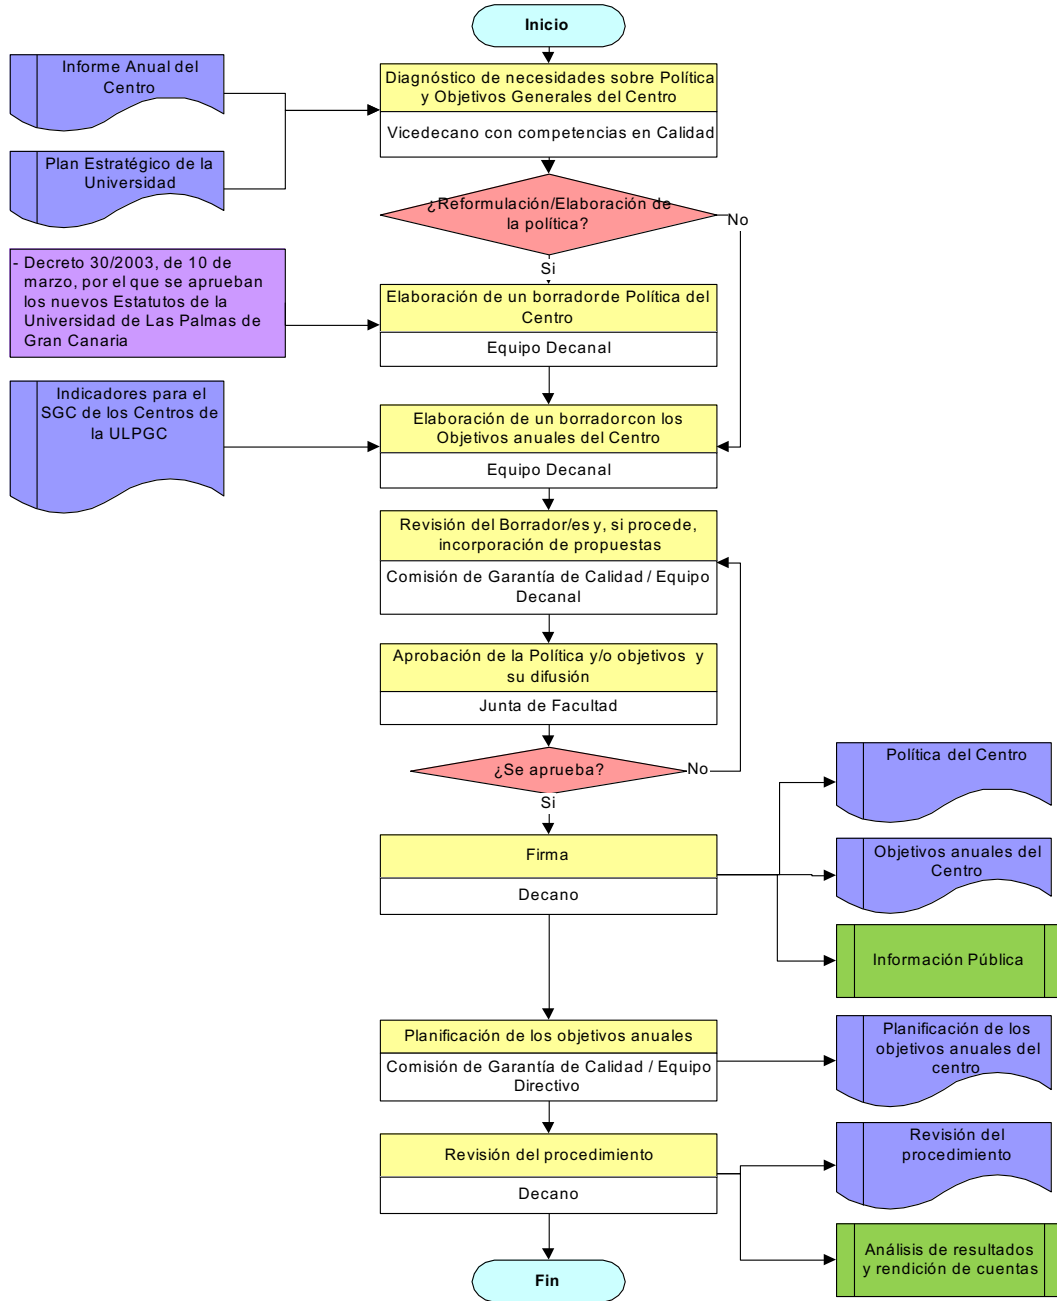 Inicio
Informe Anual del
Centro
Diagnóstico de necesidades sobre Política
y Objetivos Generales del Centro
Vicedecano con competencias en Calidad
Plan Estratégico de la
Universidad
¿Reformulación/Elaboración de
la política?
No
Si
- Decreto 30/2003, de 10 de
marzo, por el que se aprueban
los nuevos Estatutos de la
Universidad de Las Palmas de
Gran Canaria
Elaboración de un borradorde Política del
Centro
Equipo Decanal
Indicadores para el
SGC de los Centros de
la ULPGC
Elaboración de un borradorcon los
Objetivos anuales del Centro
Equipo Decanal
Revisión del Borrador/es y, si procede,
incorporación de propuestas
Comisión de Garantía de Calidad / Equipo
Decanal
Aprobación de la Política y/o objetivos y
su difusión
Junta de Facultad
¿Se aprueba?
No
Si
Política del Centro
Firma
Decano
Objetivos anuales del
Centro
Información Pública
Planificación de los objetivos anuales
Comisión de Garantía de Calidad / Equipo
Directivo
Planificación de los
objetivos anuales del
centro
Revisión del procedimiento
Decano
Revisión del
procedimiento
Análisis de resultados
y rendición de cuentas
Fin